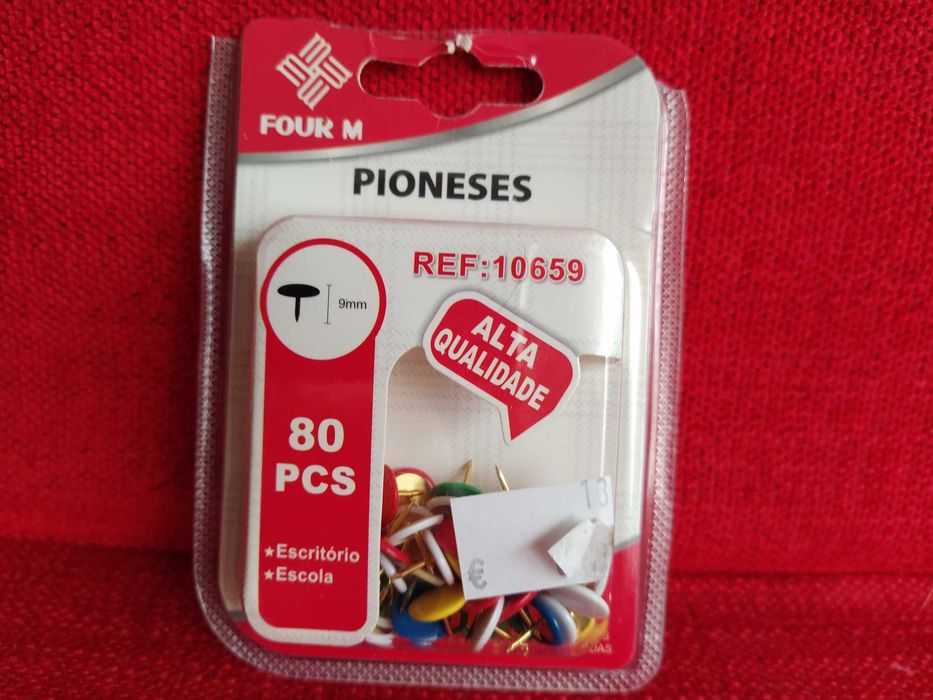 FOUR M
PIONESES
REF:10659
9mm
ALTA
QUALIDADE
80
PCS
★Escritório
★Escola
13
€